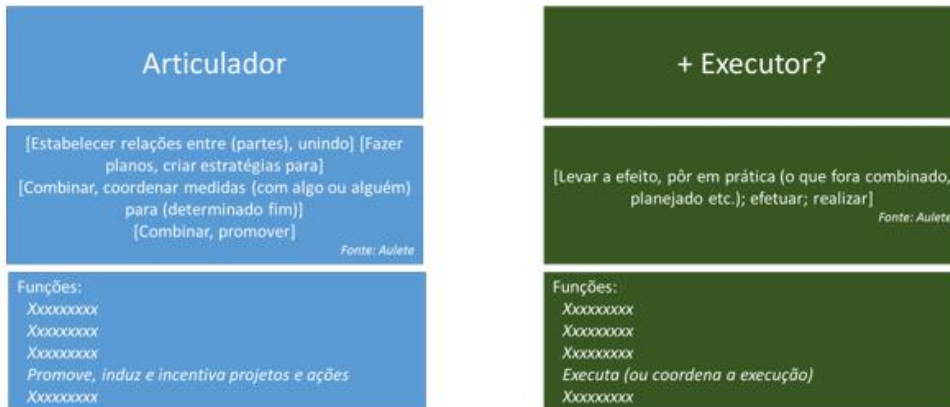 Articulador
[Estabelecer relações entre (partes), unindo] [Fazer
planos, criar estratégias para]
[Combinar, coordenar medidas (com algo ou alguém)
para (determinado fim)]
[Combinar, promover]
Fonte: Aulete
Funções:
Xxxxxxxxx
Xxxxxxxxx
Xxxxxxxxx
Promove, induz e incentiva projetos e ações
Xxxxxxxxx
+ Executor?
[Levar a efeito, pôr em prática (o que fora combinado,
planejado etc.); efetuar; realizar]
Fonte: Aulete
Funções:
Xxxxxxxxx
Xxxxxxxxx
Xxxxxxxxx
Executa (ou coordena a execução)
Xxxxxxxxx